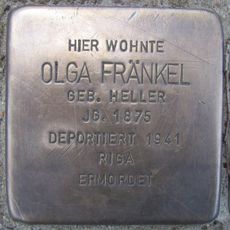 HIER WOHNTE
OLGA FRÄNKEL
GEB. HELLER
JG. 1875
DEPORTIERT 1941
RIGA
ERMORDET